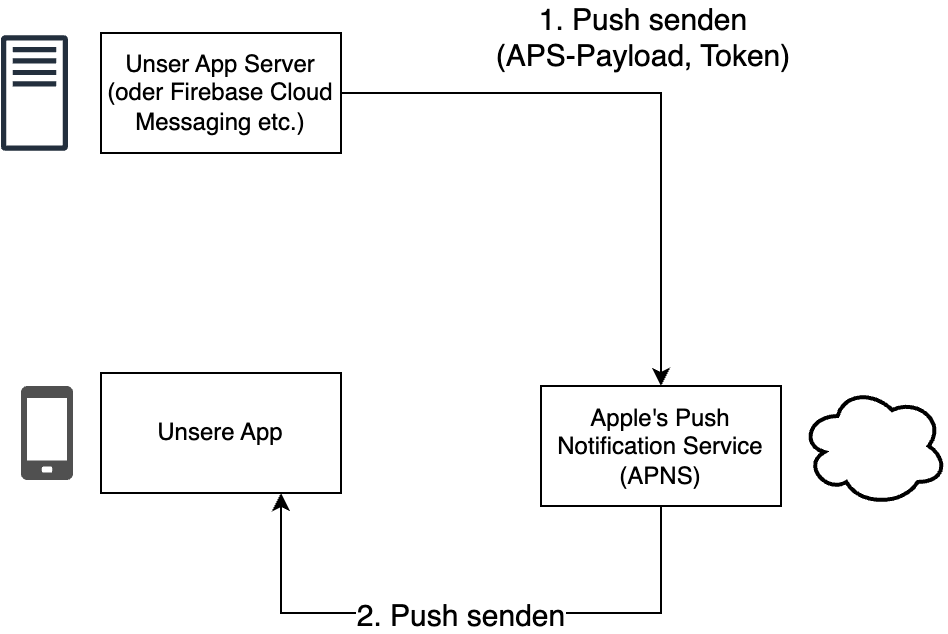 1. Push senden
(APS-Payload, Token)
Unser App Server
(oder Firebase Cloud
Messaging etc.)
Unsere App
Apple's Push
Notification Service
(APNS)
2. Push senden